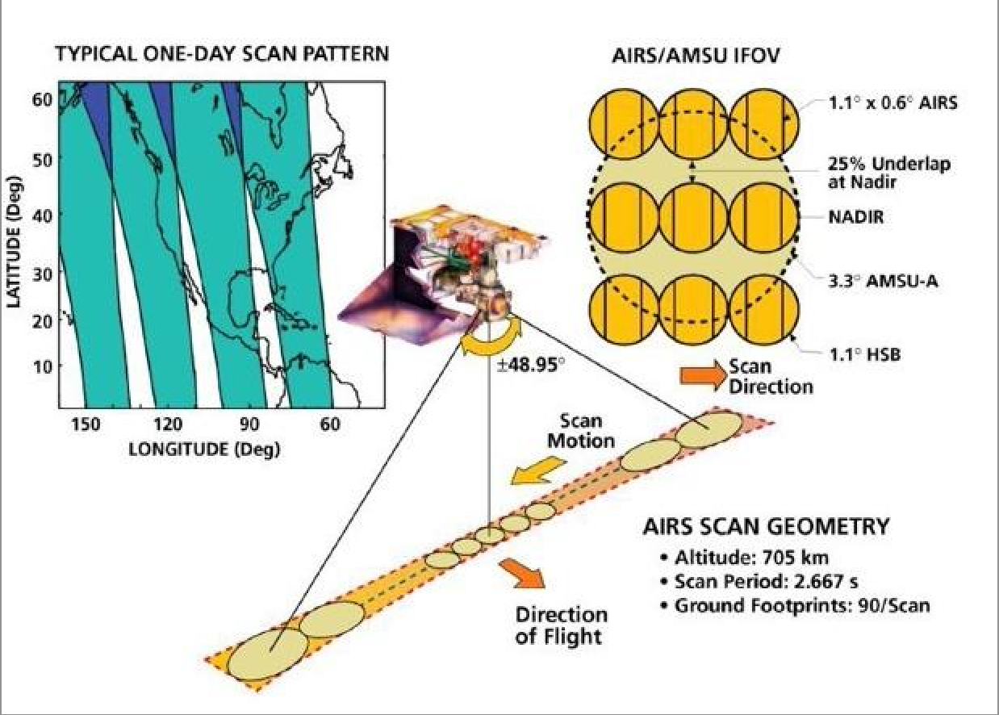 TYPICAL ONE-DAY SCAN PATTERN
LATITUDE (Deg)
60
50
40
30
20
10
150
120
90
60
LONGITUDE (Deg)
AIRS/AMSU IFOV
1.1° x 0.6° AIRS
25% Underlap
at Nadir
NADIR
3.3° AMSU-A
1.1° HSB
Scan
Direction
±48.95°
Scan
Motion
Direction
of Flight
AIRS SCAN GEOMETRY
• Altitude: 705 km
• Scan Period: 2.667 s
• Ground Footprints: 90/Scan